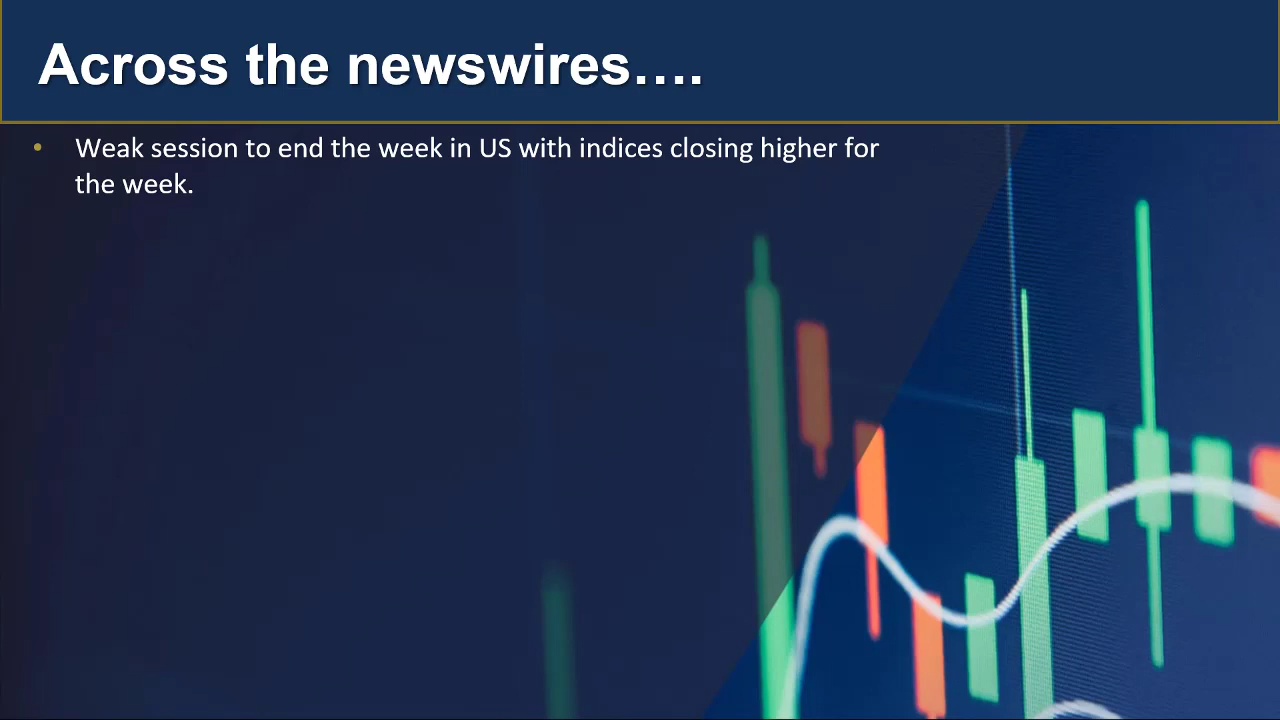 Across the newswires….
• Weak session to end the week in US with indices closing higher for
the week.